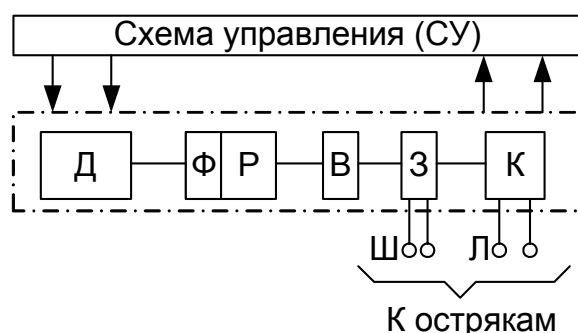 Схема управления (СУ)
Д Ф Р В З К
Ш Л
К острякам